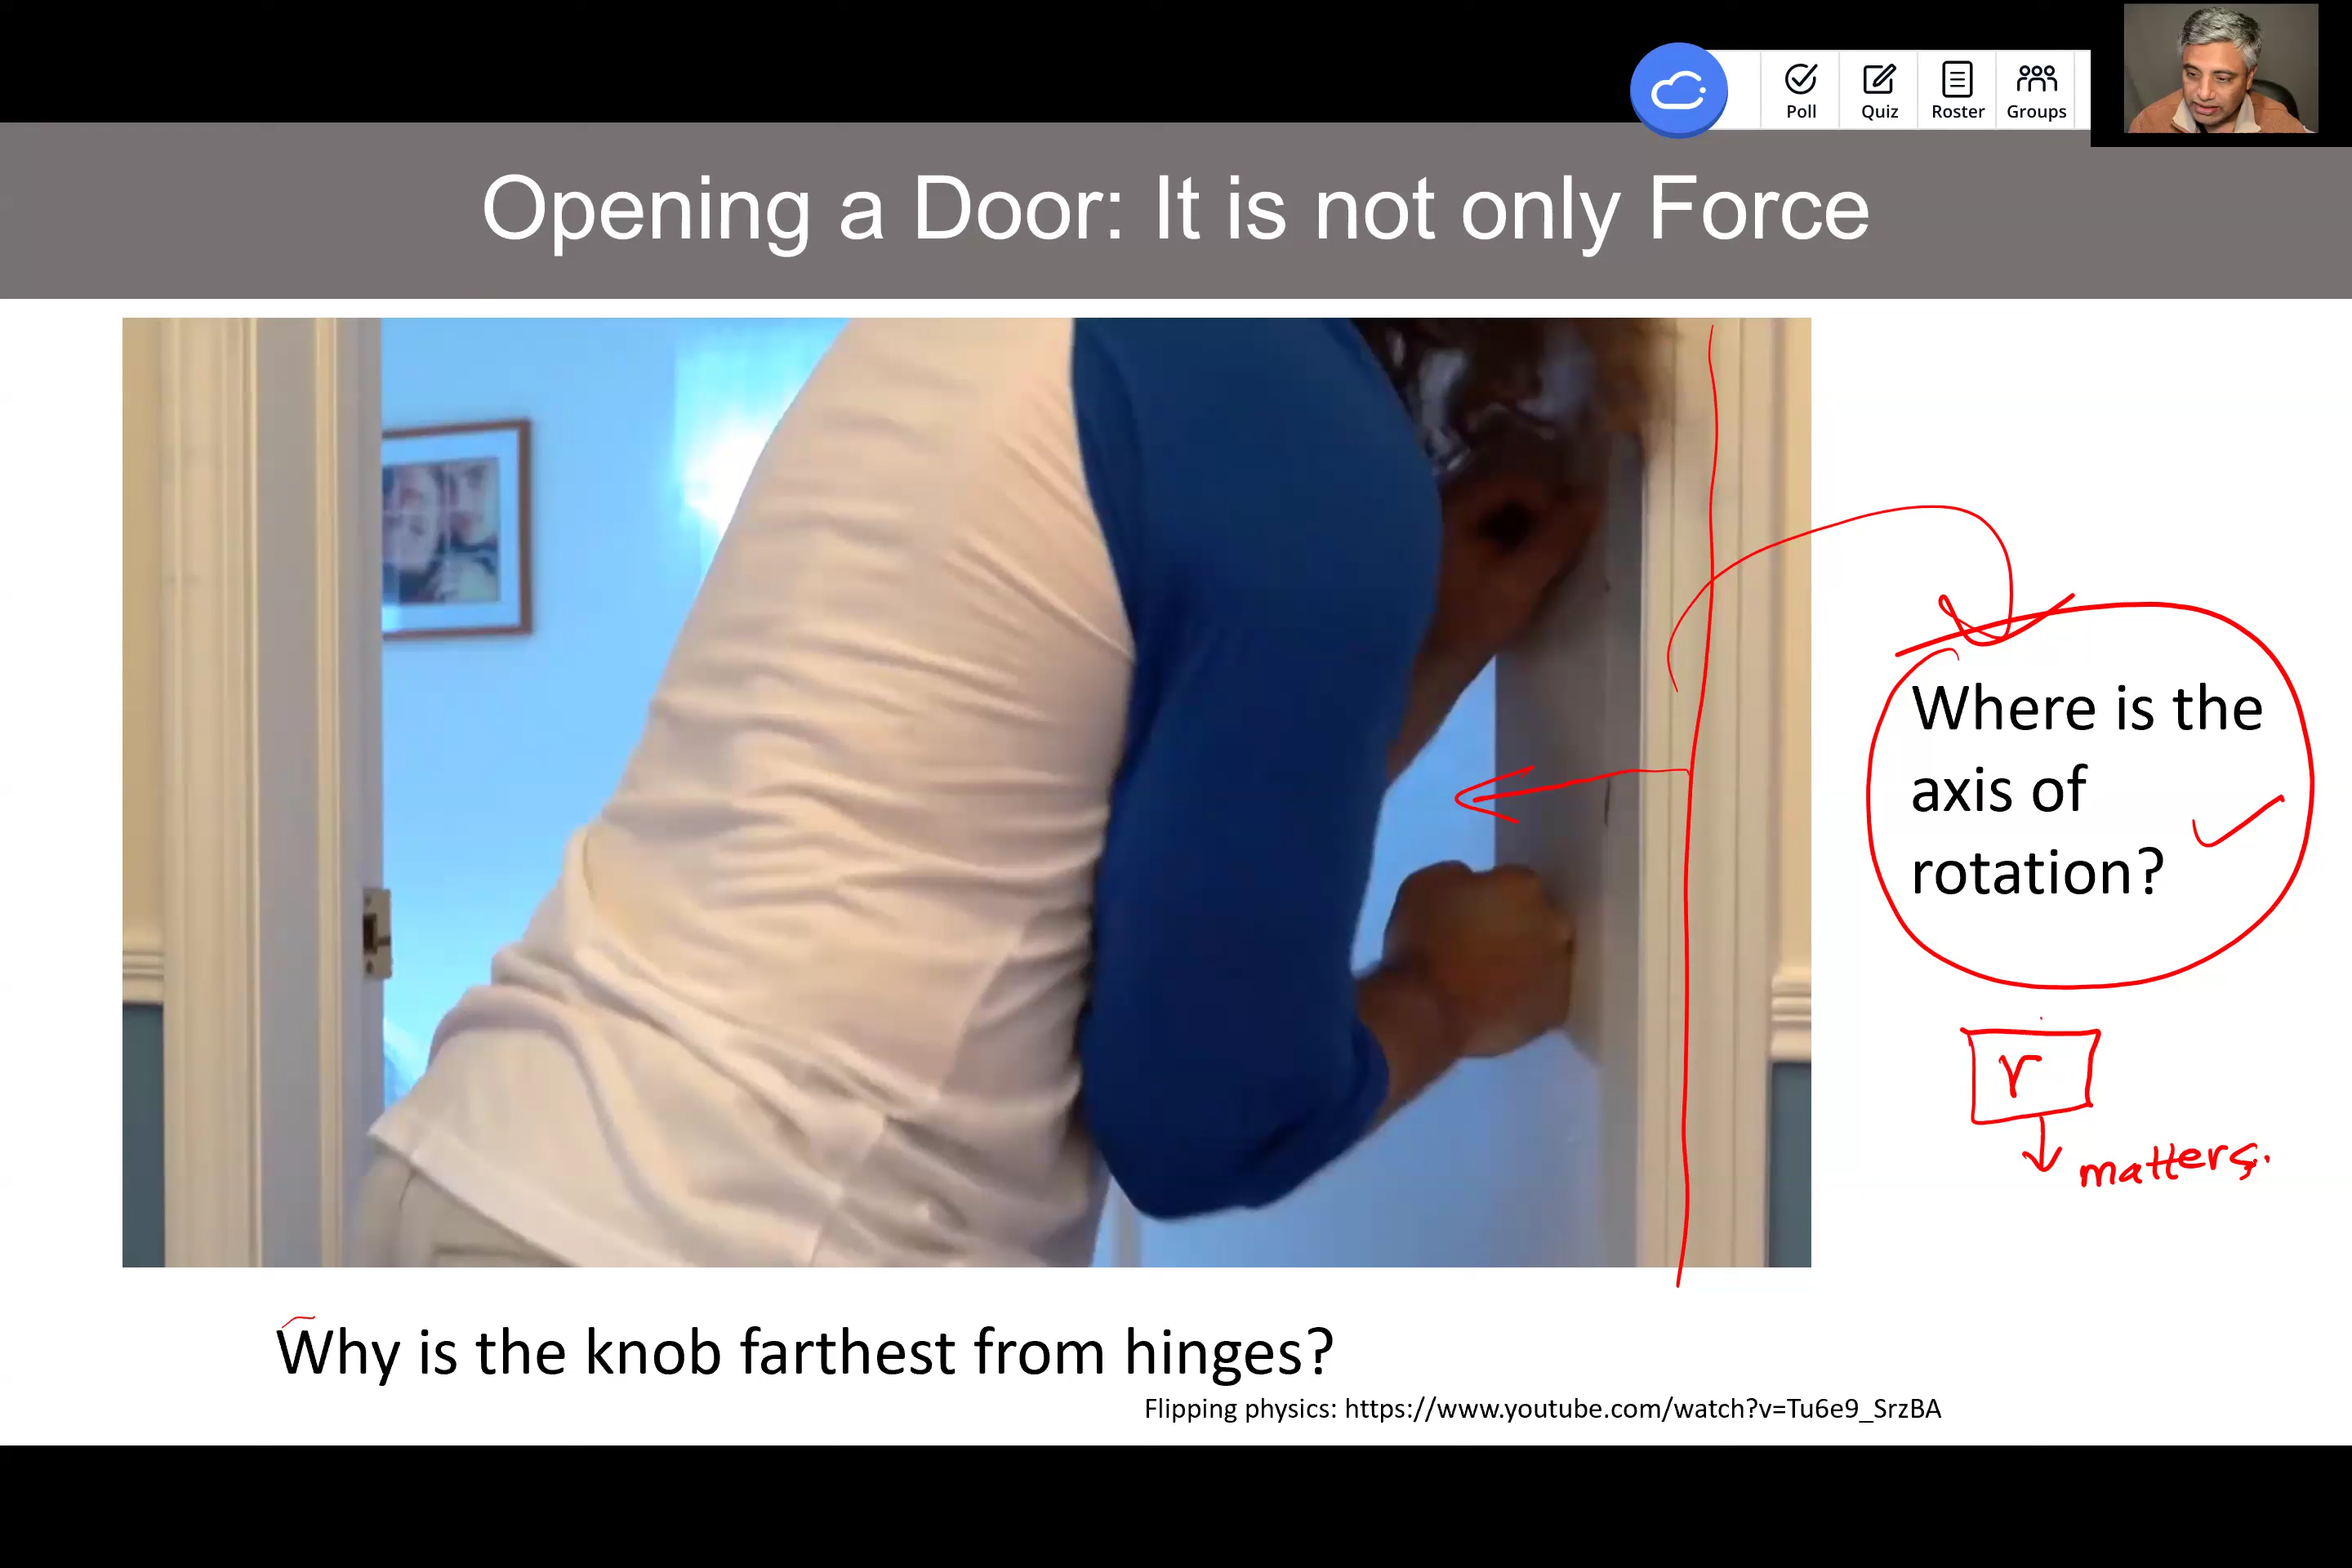 Poll
Quiz
Roster
Groups
Opening a Door: It is not only Force
Where is the
axis of
rotation?
r
matters.
Why is the knob farthest from hinges?
Flipping physics: https://www.youtube.com/watch?v=Tu6e9_SrzBA